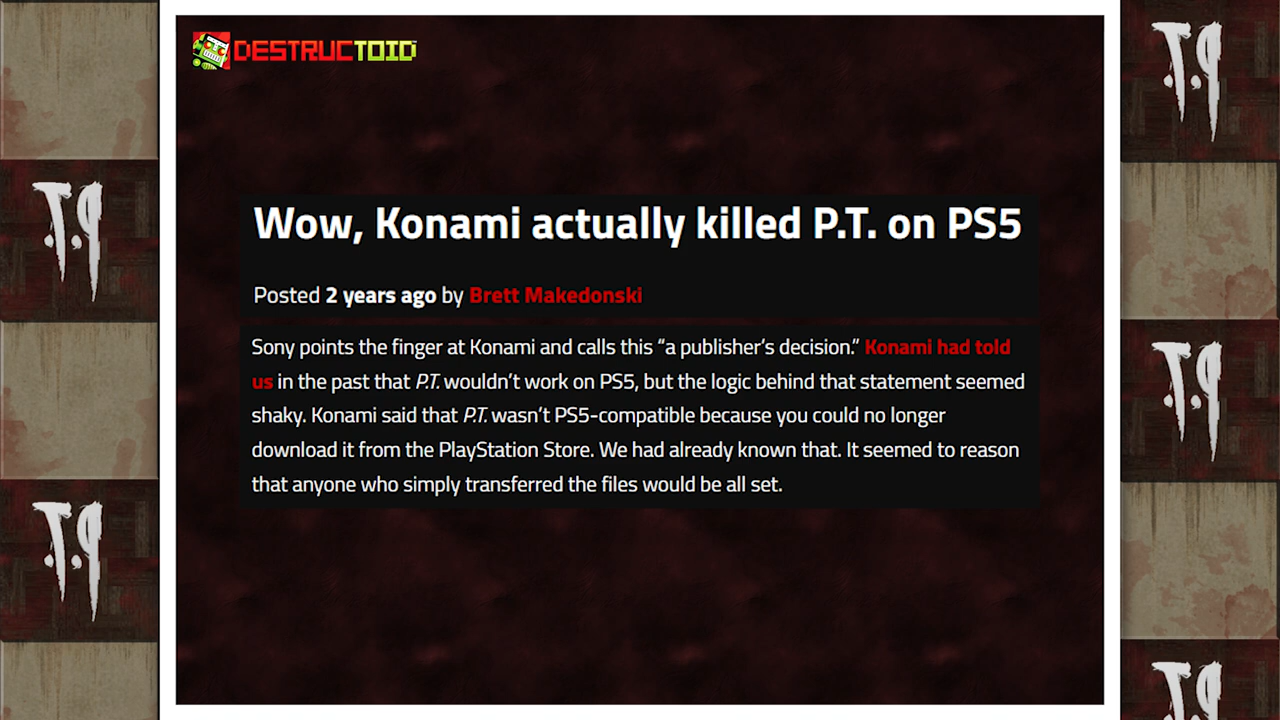 DESTRUCTOID
Wow, Konami actually killed P.T. on PS5
Posted 2 years ago by Brett Makedonski
Sony points the finger at Konami and calls this “a publisher’s decision.” Konami had told
us in the past that P.T. wouldn’t work on PS5, but the logic behind that statement seemed
shaky. Konami said that P.T. wasn’t PS5-compatible because you could no longer
download it from the PlayStation Store. We had already known that. It seemed to reason
that anyone who simply transferred the files would be all set.
P.T.
P.T.
P.T.
P.T.
P.T.